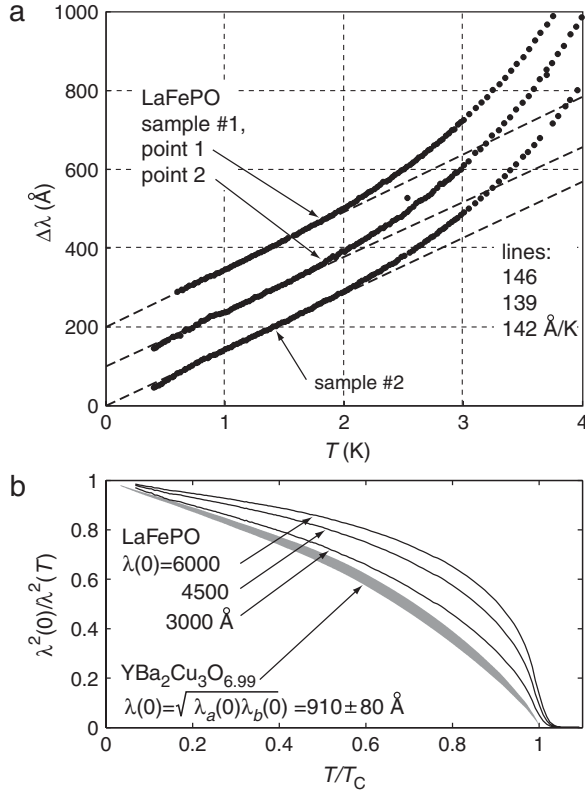 a
1000
800
600
400
200
0
Δλ (Å)
LaFePO
sample #1,
point 1
point 2
lines:
146
139
142 Å/K
sample #2
0
1
2
3
4
T (K)
b
1
0.8
0.6
0.4
0.2
0
λ²(0)/λ²(T)
LaFePO
λ(0)=6000
4500
3000 Å
YBa₂Cu₃O₆.₉₉
λ(0)=√λₐ(0)λb(0) =910±80 Å
0
0.2
0.4
0.6
0.8
1
T/TC